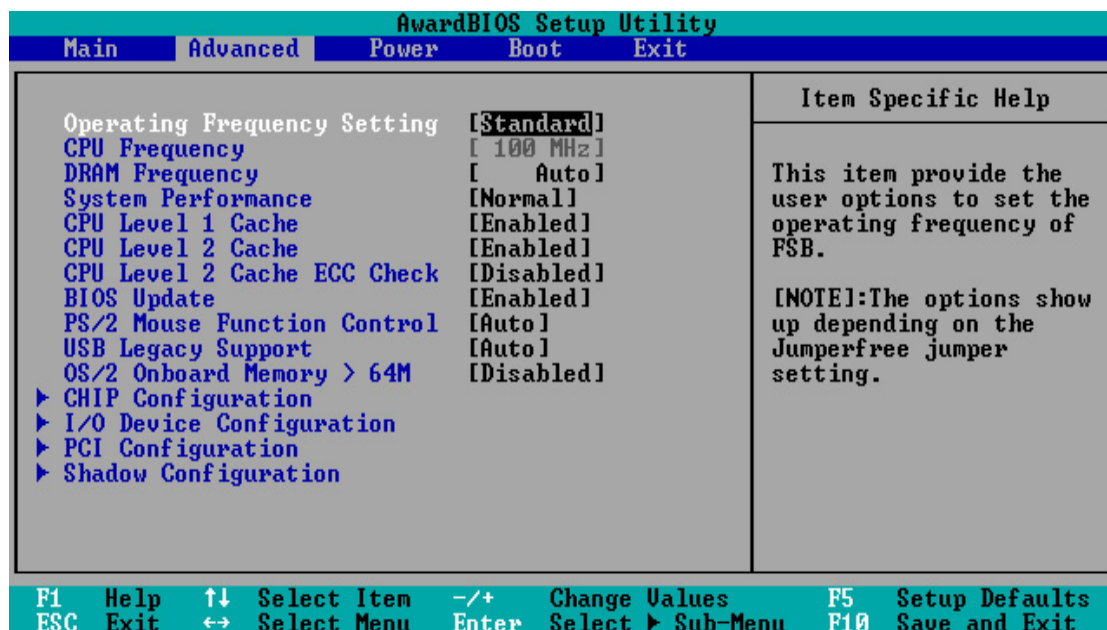 AwardBIOS Setup Utility
Main Advanced Power Boot Exit
Operating Frequency Setting [Standard]
CPU Frequency [ 100 MHz]
DRAM Frequency [ Auto]
System Performance [Normal]
CPU Level 1 Cache [Enabled]
CPU Level 2 Cache [Enabled]
CPU Level 2 Cache ECC Check [Disabled]
BIOS Update [Enabled]
PS/2 Mouse Function Control [Auto]
USB Legacy Support [Auto]
OS/2 Onboard Memory > 64M [Disabled]
▶ CHIP Configuration
▶ I/O Device Configuration
▶ PCI Configuration
▶ Shadow Configuration
Item Specific Help
This item provide the
user options to set the
operating frequency of
FSB.
[NOTE]:The options show
up depending on the
Jumperfree jumper
setting.
F1 Help ↑↓ Select Item -/+ Change Values F5 Setup Defaults
ESC Exit ↔ Select Menu Enter Select ▶ Sub-Menu F10 Save and Exit